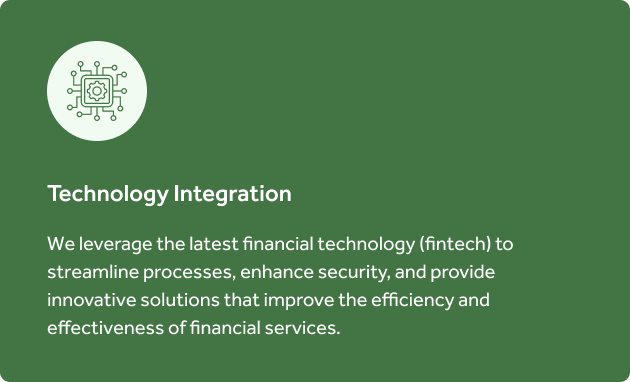 Technology Integration
We leverage the latest financial technology (fintech) to
streamline processes, enhance security, and provide
innovative solutions that improve the efficiency and
effectiveness of financial services.